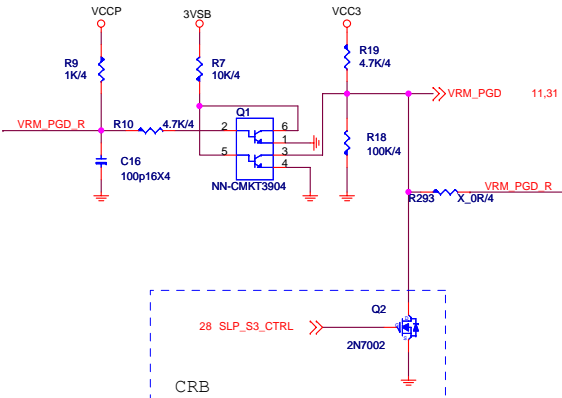 VCCP
3VSB
VCC3
R9
1K/4
R7
10K/4
R19
4.7K/4
Q1
VRM_PGD 11,31
VRM_PGD_R
R10 4.7K/4
2
6
1
5
3
4
R18
100K/4
C16
100p16X4
NN-CMKT3904
VRM_PGD_R
R293 X_0R/4
Q2
28 SLP_S3_CTRL
2N7002
CRB